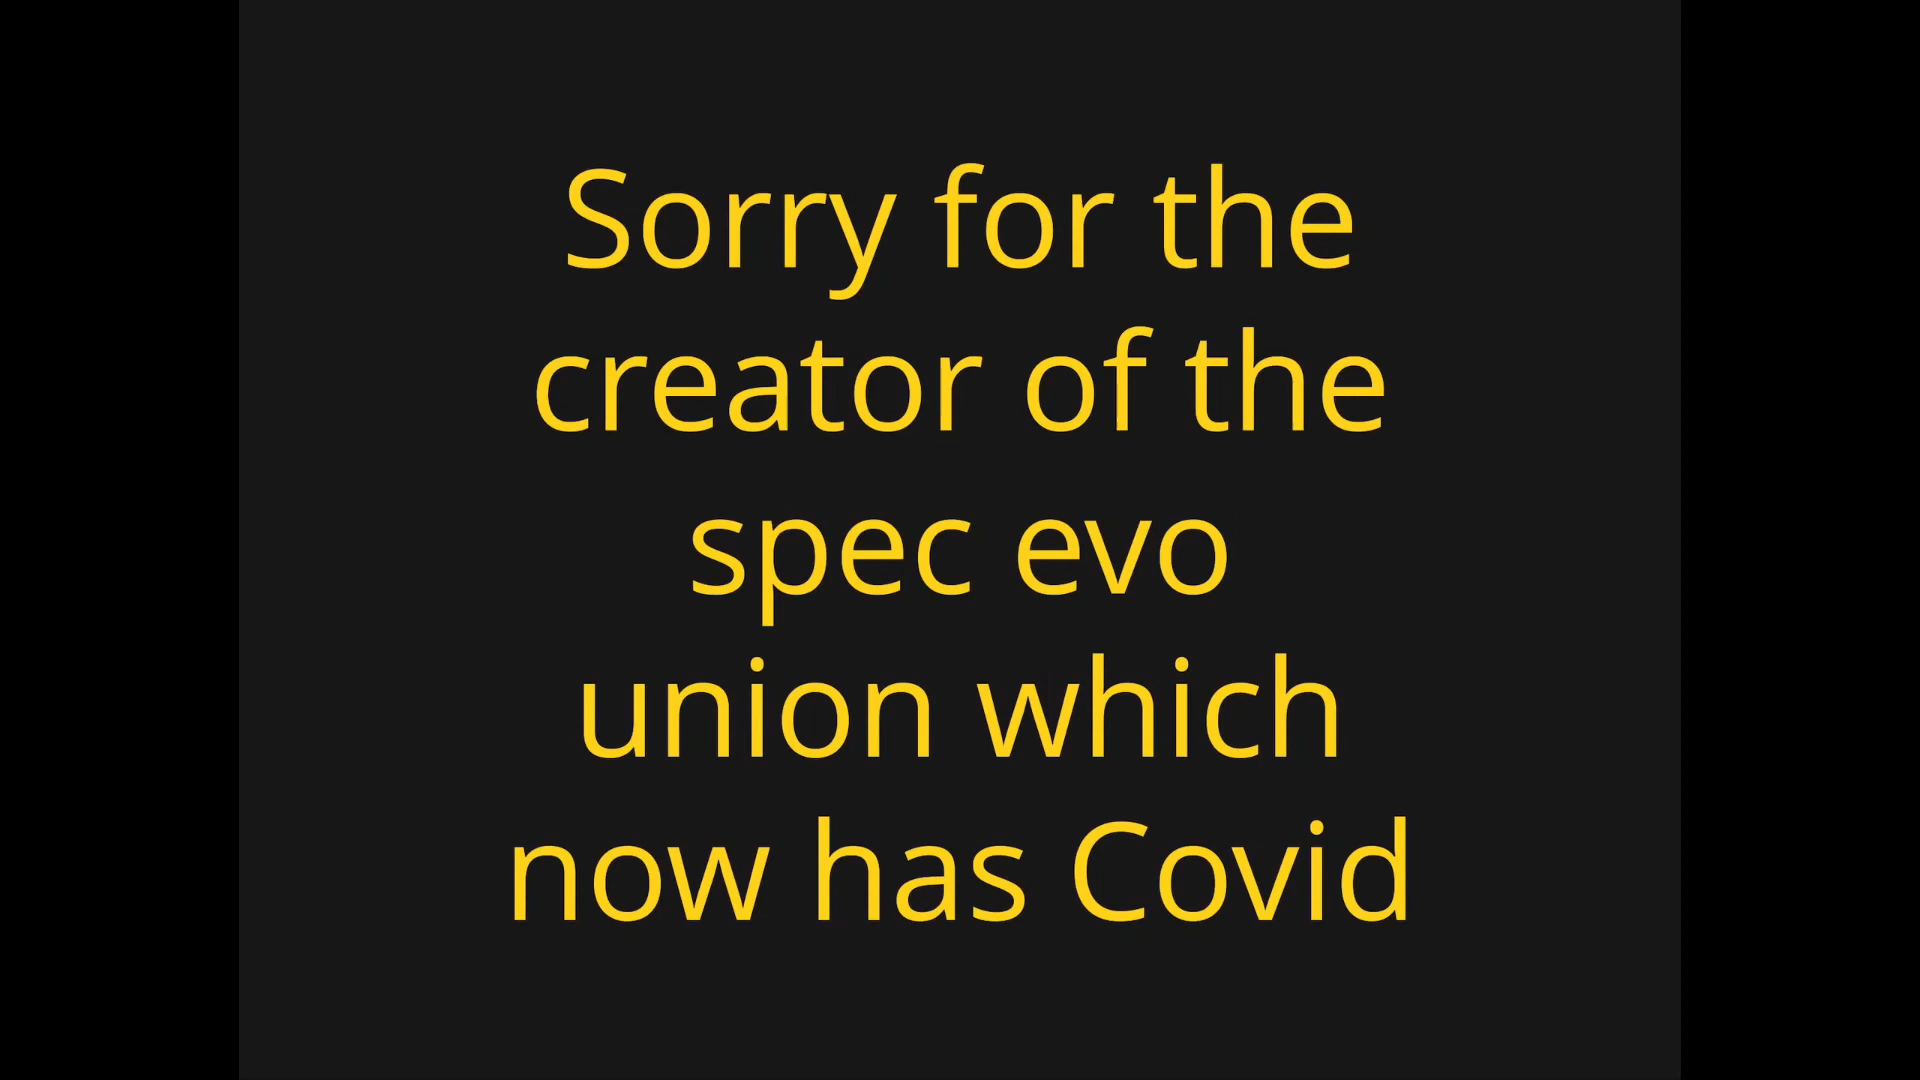 Sorry for the
creator of the
spec evo
union which
now has Covid